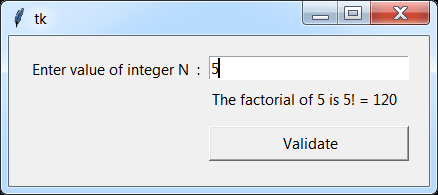 tk
Enter value of integer N  :  5
The factorial of 5 is 5! = 120
Validate